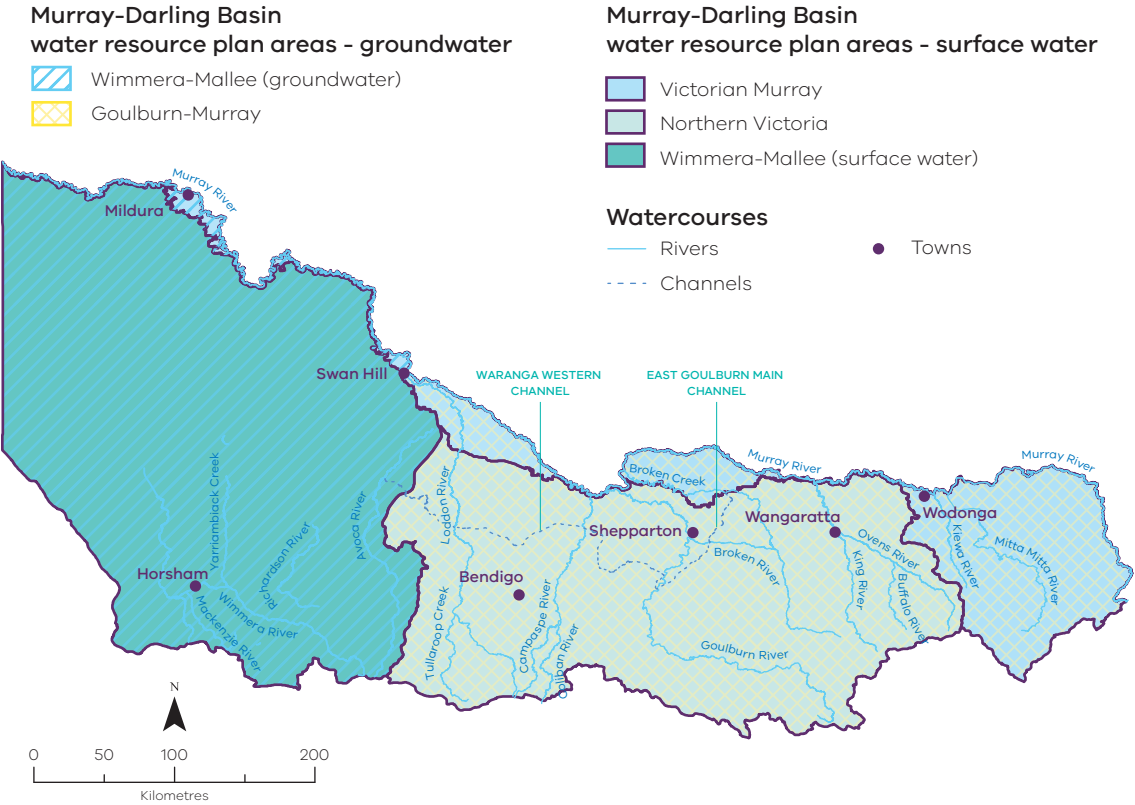 Murray-Darling Basin
water resource plan areas - groundwater
Wimmera-Mallee (groundwater)
Goulburn-Murray
Murray-Darling Basin
water resource plan areas - surface water
Victorian Murray
Northern Victoria
Wimmera-Mallee (surface water)
Watercourses
Rivers
Channels
Towns
Murray River
Mildura
Swan Hill
WARANGA WESTERN
CHANNEL
EAST GOULBURN MAIN
CHANNEL
Murray River
Murray River
Broken Creek
Wodonga
Wangaratta
Shepparton
Yarriambiack Creek
Richardson River
Avoca River
Loddon River
Broken River
Ovens River
King River
Buffalo River
Kiewa River
Mitta Mitta River
Horsham
Bendigo
Mackenzie River
Wimmera River
Tullaroop Creek
Campaspe River
Coliban River
Goulburn River
N
0 50 100 200
Kilometres